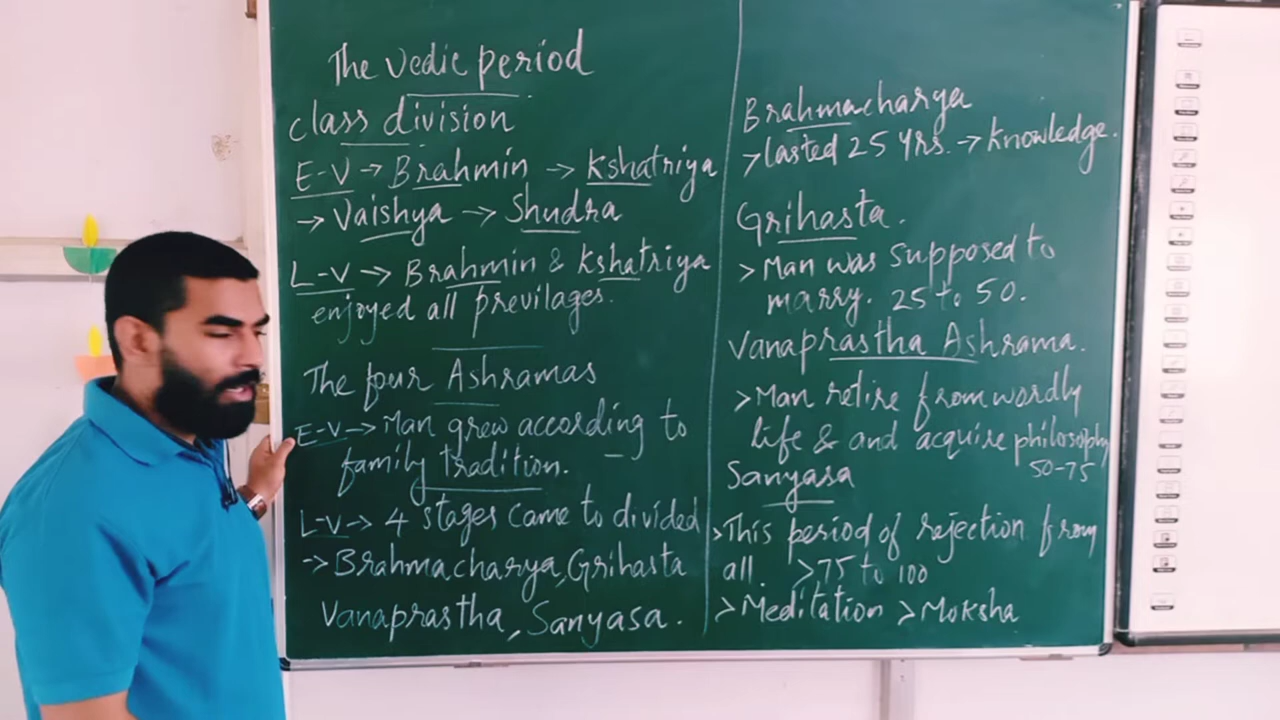 The Vedic period
class division
E-V → Brahmin → Kshatriya
→ Vaishya → Shudra
L-V → Brahmin & Kshatriya
enjoyed all previlages.
The four Ashramas
E-V → Man grew according to
family tradition.
L-V → 4 stages came to divided
→ Brahmacharya, Grihasta
Vanaprastha, Sanyasa.
Brahmacharya
> lasted 25 yrs. → knowledge.
Grihasta.
> Man was supposed to
marry. 25 to 50.
Vanaprastha Ashrama.
> Man retire from wordly
life & and acquire philosophy
50-75
Sanyasa
> This period of rejection from
all. > 75 to 100
> Meditation > Moksha